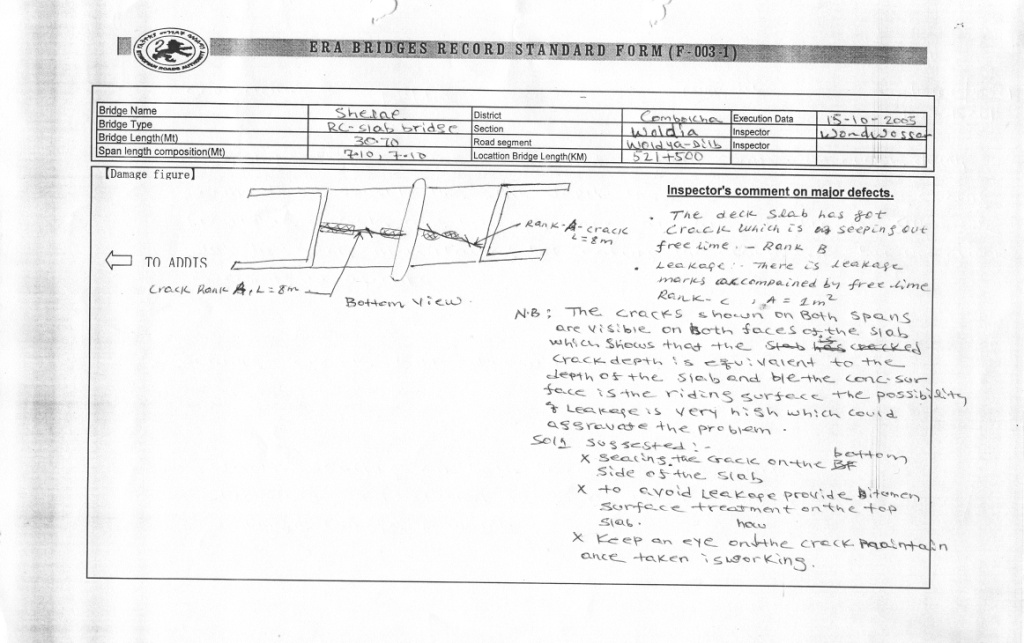 ERA BRIDGES RECORD STANDARD FORM (F-003-1)
Bridge Name Sherae District Combolcha Execution Data 15-10-2005
Bridge Type RC-slab bridge Section Woldia Inspector Wondwossen
Bridge Length(Mt) 30.70 Road segment Woldya-Dilb Inspector
Span length composition(Mt) 7.10, 7.10 Locattion Bridge Length(KM) 521+500
[Damage figure]
Inspector's comment on major defects.
Rank-A-crack
L=8m
TO ADDIS
Crack Rank A, L=8m
Bottom View
. The deck slab has got
Crack which is seeping out
free lime. - Rank B
. Leakage:- There is leakage
marks accompained by free-lime
Rank-C, A = 1m²
N.B: The cracks shown on Both spans
are visible on Both faces of the slab
which shows that the slab has cracked is
crack depth is equivalent to the
depth of the slab and b/c the conc. sur
face is the riding surface the possibility
of Leakage is very high which could
aggravate the problem.
Soln suggested:-
x sealing the crack on the bottom
side of the slab
x to avoid Leakage provide Bitumen
surface treatment on the top
slab.
x Keep an eye on the crack how maintain
ance taken is working.